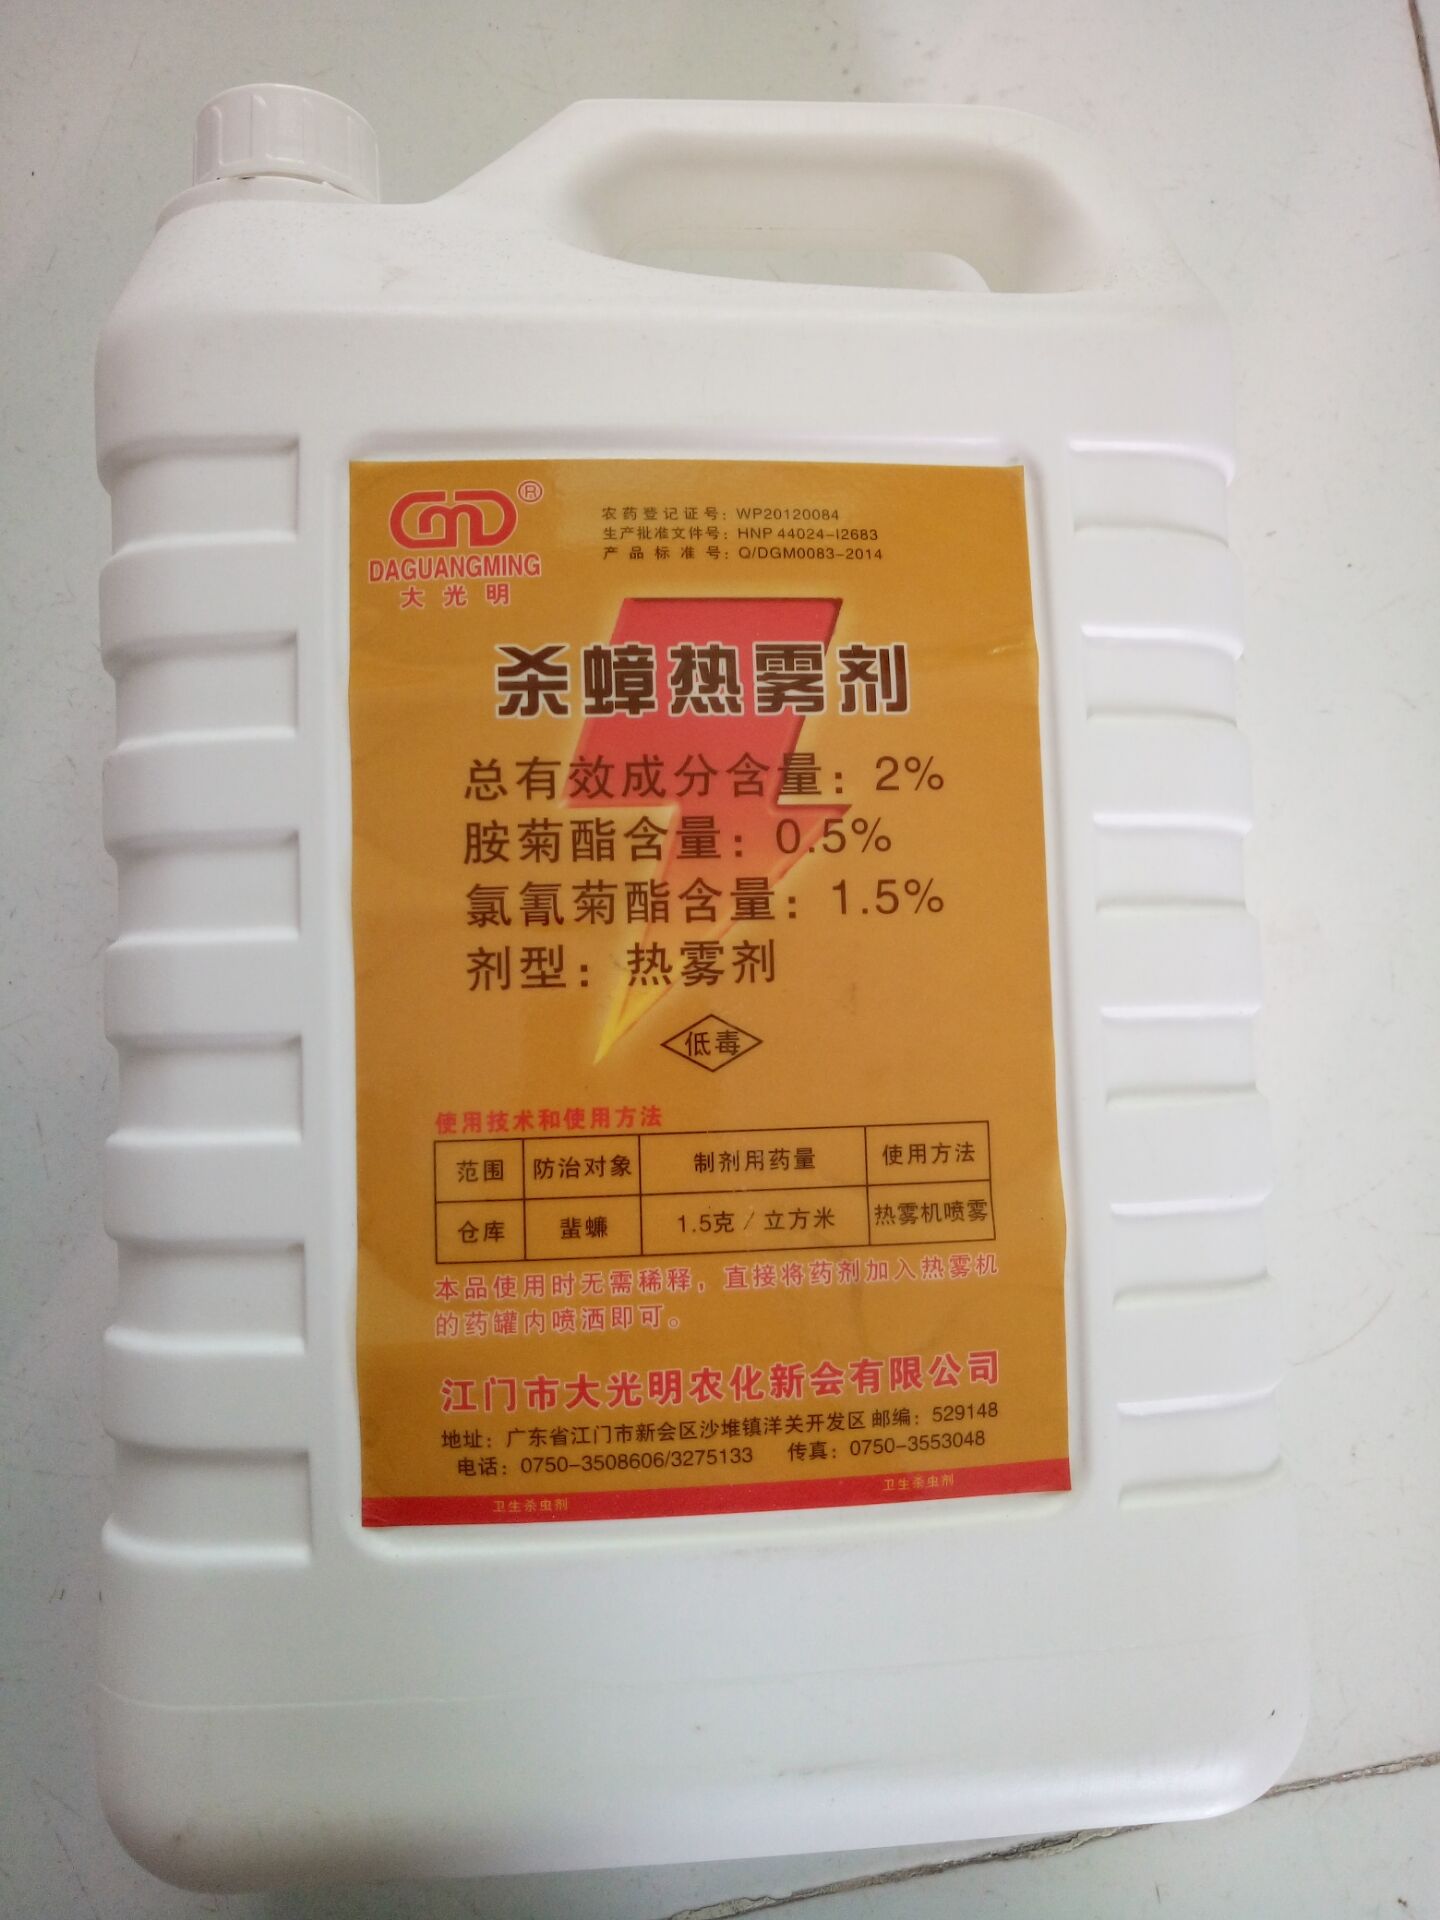 农药登记证号：WP20120084
生产批准文件号：HNP 44024-I2683
产品标准号：Q/DGM0083-2014
GMD®
DAGUANGMING
大光明
杀蟑热雾剂
总有效成分含量：2%
胺菊酯含量：0.5%
氯氰菊酯含量：1.5%
剂型：热雾剂
低毒
使用技术和使用方法
范围 防治对象 制剂用药量 使用方法
仓库 蜚蠊 1.5克／立方米 热雾机喷雾
本品使用时无需稀释，直接将药剂加入热雾机
的药罐内喷洒即可。
江门市大光明农化新会有限公司
地址：广东省江门市新会区沙堆镇洋关开发区 邮编：529148
电话：0750-3508606/3275133 传真：0750-3553048
卫生杀虫剂 卫生杀虫剂